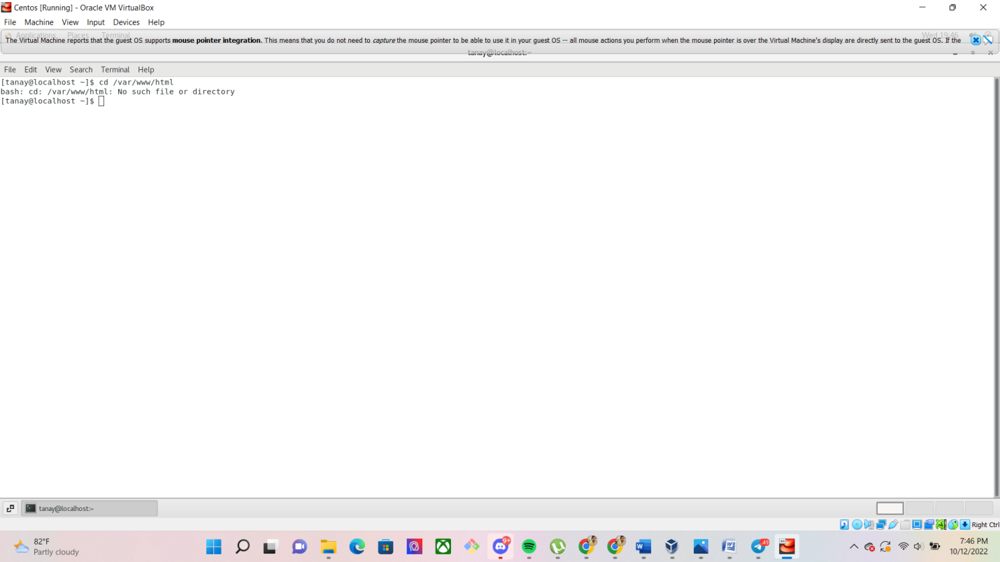 Centos [Running] - Oracle VM VirtualBox
File Machine View Input Devices Help
Applications Places Terminal Wed 19:46
The Virtual Machine reports that the guest OS supports mouse pointer integration. This means that you do not need to capture the mouse pointer to be able to use it in your guest OS -- all mouse actions you perform when the mouse pointer is over the Virtual Machine's display are directly sent to the guest OS. If the
tanay@localhost:~
File Edit View Search Terminal Help
[tanay@localhost ~]$ cd /var/www/html
bash: cd: /var/www/html: No such file or directory
[tanay@localhost ~]$
tanay@localhost:~
Right Ctrl
82°F
Partly cloudy
9+
49
7:46 PM
10/12/2022